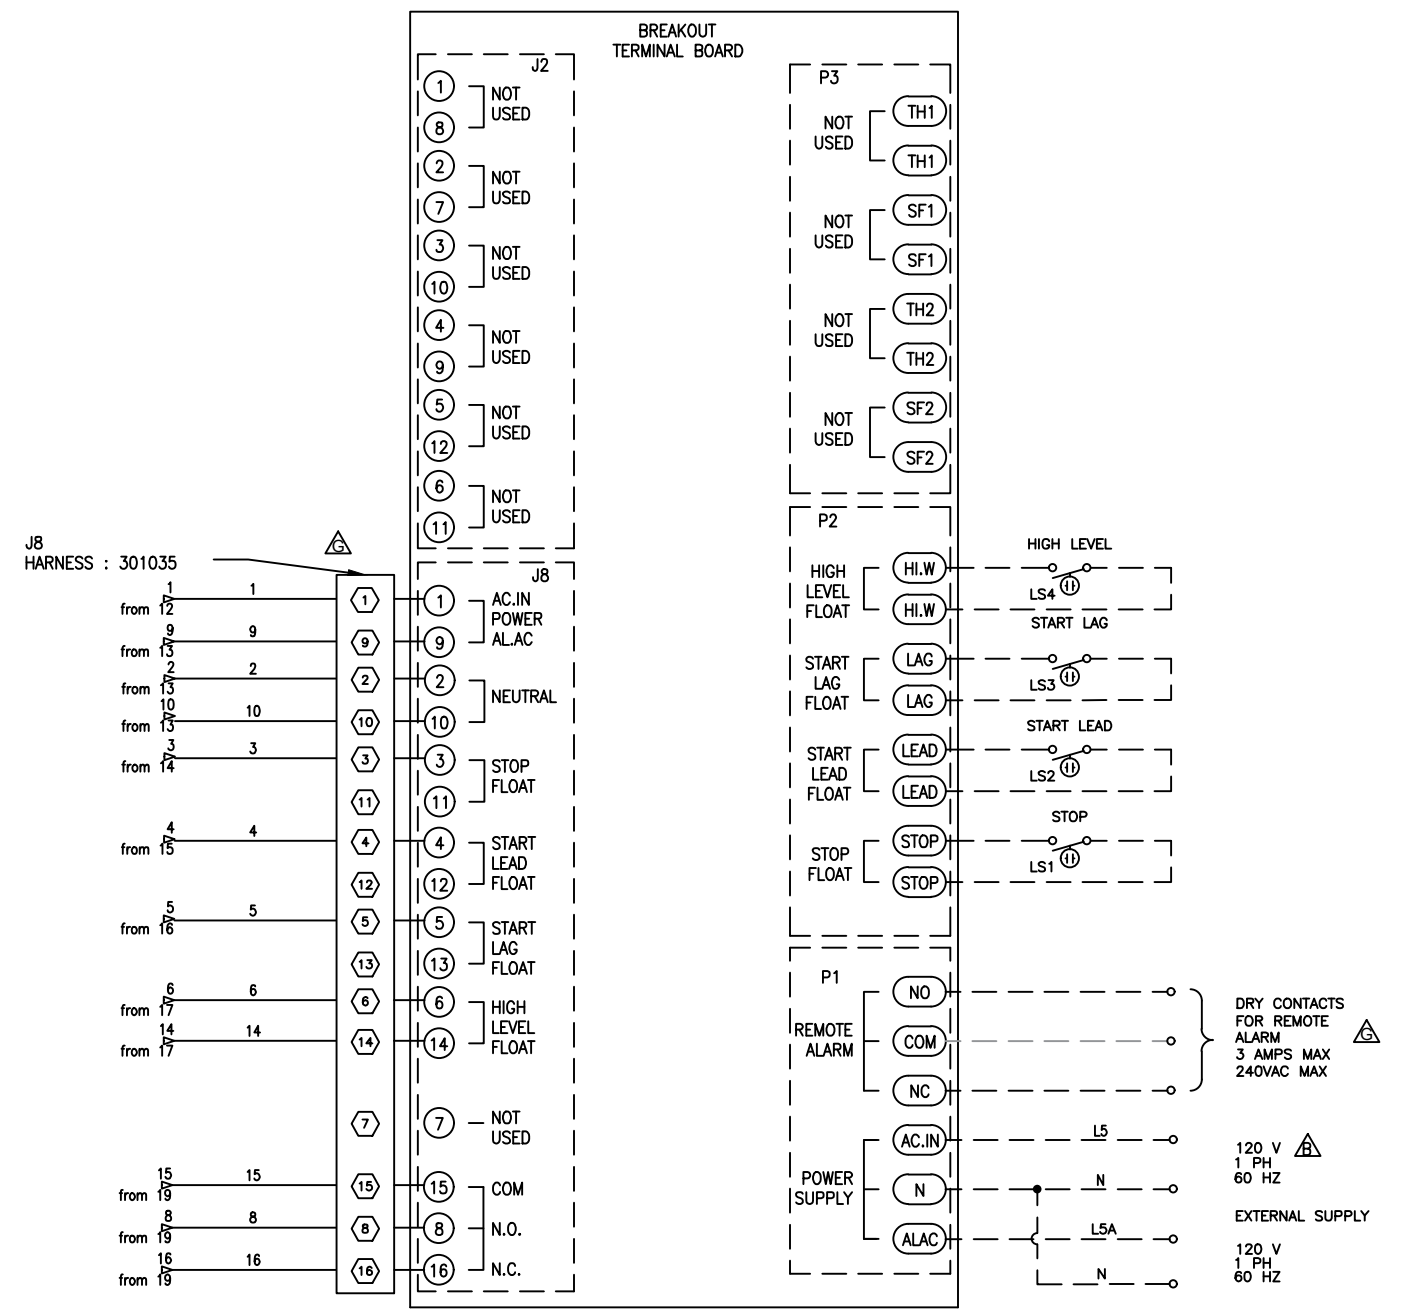 BREAKOUT
TERMINAL BOARD
J2
1
NOT
8
USED
2
NOT
7
USED
3
NOT
10
USED
4
NOT
9
USED
5
NOT
12
USED
6
NOT
11
USED
P3
NOT
USED
TH1
TH1
NOT
USED
SF1
SF1
NOT
USED
TH2
TH2
NOT
USED
SF2
SF2
J8
HARNESS : 301035
G
1
from 12
1
9
from 13
9
2
from 13
2
10
from 13
10
3
from 14
3
4
from 15
4
5
from 16
5
6
from 17
6
14
from 17
14
15
from 19
15
8
from 19
8
16
from 19
16
1
9
2
10
3
11
4
12
5
13
6
14
7
15
8
16
J8
1
9
AC.IN
POWER
AL.AC
2
10
NEUTRAL
3
11
STOP
FLOAT
4
12
START
LEAD
FLOAT
5
13
START
LAG
FLOAT
6
14
HIGH
LEVEL
FLOAT
7
NOT
USED
15
COM
8
N.O.
16
N.C.
P2
HIGH
LEVEL
FLOAT
HI.W
HI.W
HIGH LEVEL
LS4
START
LAG
FLOAT
LAG
LAG
START LAG
LS3
START
LEAD
FLOAT
LEAD
LEAD
START LEAD
LS2
STOP
FLOAT
STOP
STOP
STOP
LS1
P1
REMOTE
ALARM
NO
COM
NC
DRY CONTACTS
FOR REMOTE
ALARM
3 AMPS MAX
240VAC MAX
G
POWER
SUPPLY
AC.IN
N
ALAC
L5
N
L5A
N
120 V
1 PH
60 HZ
B
EXTERNAL SUPPLY
120 V
1 PH
60 HZ